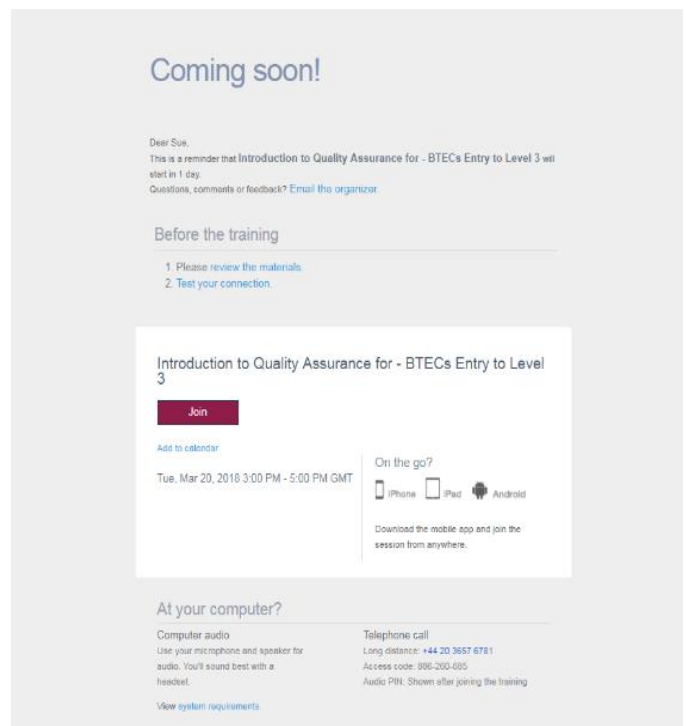 Coming soon!
Dear Sue,
This is a reminder that Introduction to Quality Assurance for - BTECs Entry to Level 3 will
start in 1 day.
Questions, comments or feedback? Email the organizer.
Before the training
1. Please review the materials.
2. Test your connection.
Introduction to Quality Assurance for - BTECs Entry to Level
3
Join
Add to calendar
Tue, Mar 20, 2018 3:00 PM - 5:00 PM GMT
On the go?
iPhone iPad Android
Download the mobile app and join the
session from anywhere.
At your computer?
Computer audio
Use your microphone and speaker for
audio. You'll sound best with a
headset.
View system requirements.
Telephone call
Long distance: +44 20 3657 6781
Access code: 886-260-685
Audio PIN: Shown after joining the training